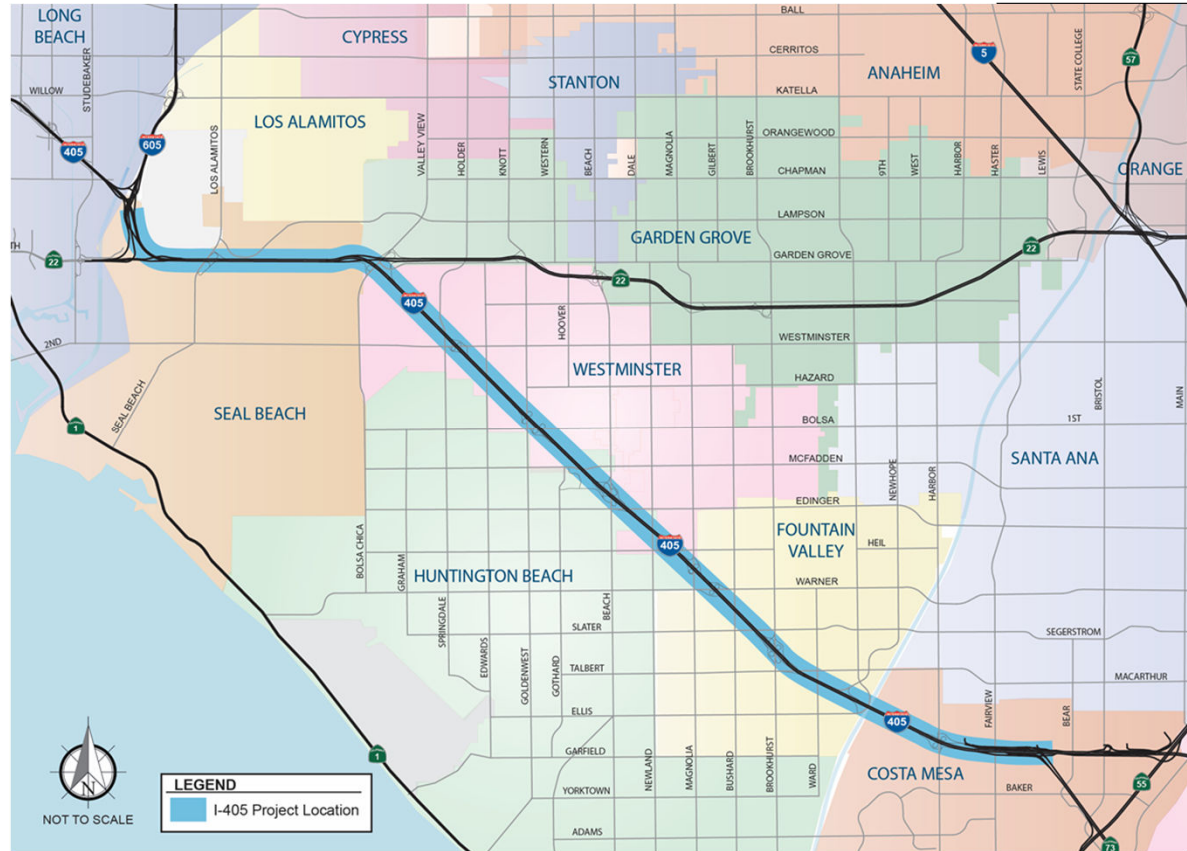 LONG
BEACH
CYPRESS
BALL
CERRITOS
STANTON
ANAHEIM
5
57
STATE COLLEGE
STUDEBAKER
WILLOW
KATELLA
LOS ALAMITOS
405
605
LOS ALAMITOS
VALLEY VIEW
HOLDER
KNOTT
WESTERN
BEACH
DALE
MAGNOLIA
GILBERT
BROOKHURST
ORANGEWOOD
9TH
WEST
HARBOR
HASTER
LEWIS
CHAPMAN
ORANGE
LAMPSON
GARDEN GROVE
GARDEN GROVE
TH
22
22
22
405
HOOVER
WESTMINSTER
2ND
WESTMINSTER
HAZARD
SEAL BEACH
SEAL BEACH
1
BOLSA
1ST
BRISTOL
MAIN
MCFADDEN
SANTA ANA
NEWHOPE
HARBOR
EDINGER
FOUNTAIN
VALLEY
HEIL
405
BOLSA CHICA
GRAHAM
HUNTINGTON BEACH
WARNER
SPRINGDALE
EDWARDS
GOLDENWEST
GOTHARD
BEACH
SLATER
SEGERSTROM
TALBERT
MACARTHUR
ELLIS
405
FAIRVIEW
BEAR
GARFIELD
NEWLAND
MAGNOLIA
BUSHARD
BROOKHURST
WARD
1
COSTA MESA
YORKTOWN
BAKER
55
ADAMS
73
N
NOT TO SCALE
LEGEND
I-405 Project Location